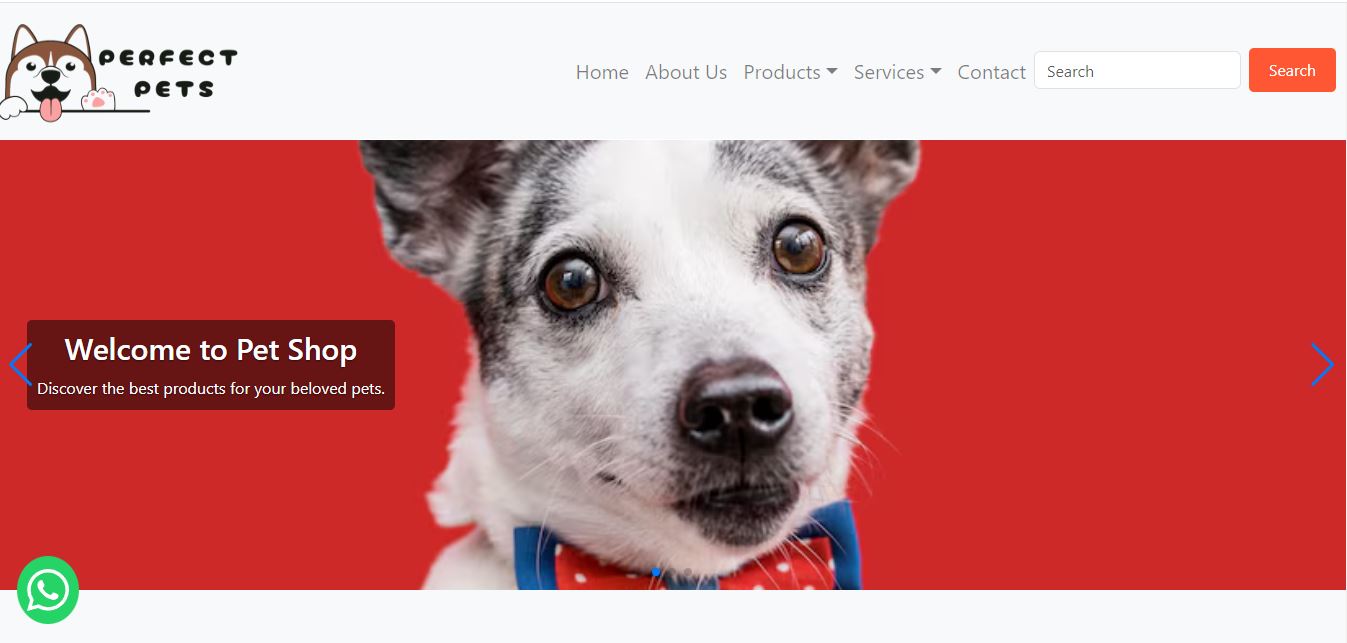 PERFECT
PETS
Home About Us Products Services Contact Search Search
Welcome to Pet Shop
Discover the best products for your beloved pets.